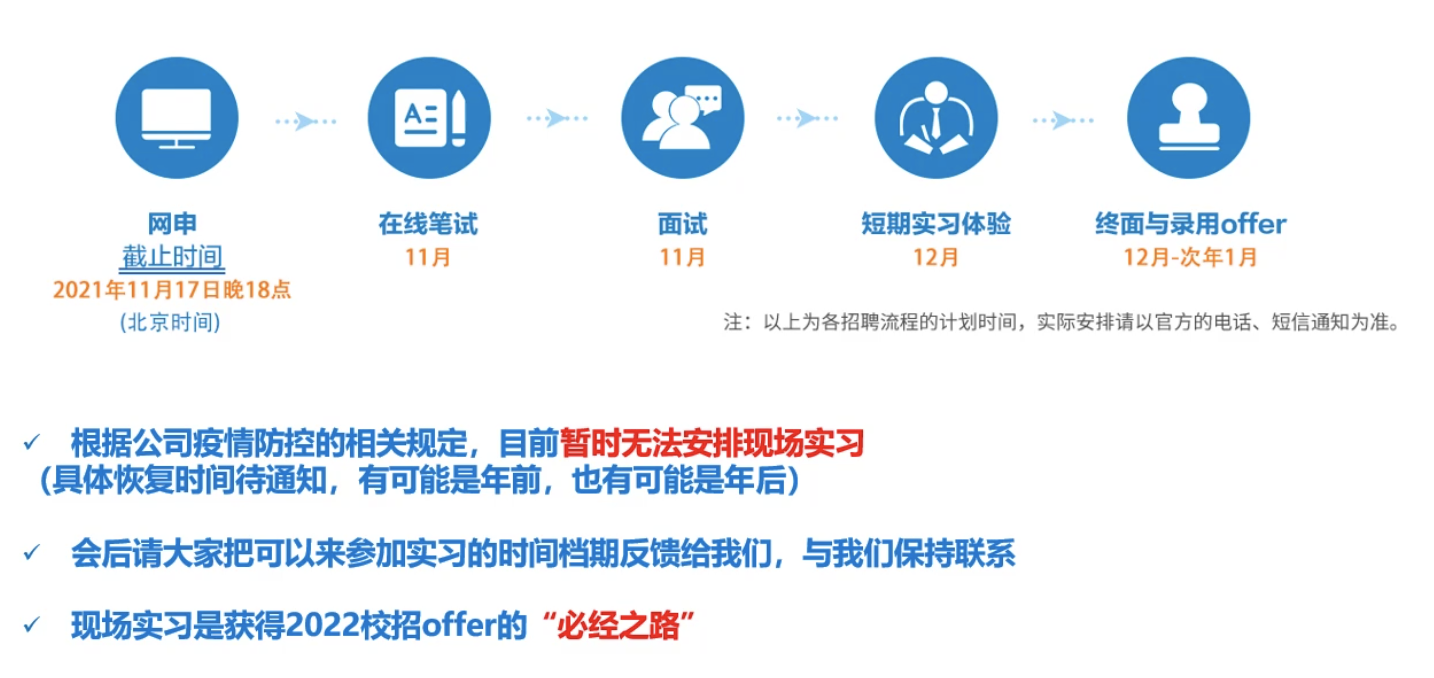 网申
在线笔试
面试
短期实习体验
终面与录用offer
截止时间
11月
11月
12月
12月-次年1月
2021年11月17日晚18点
(北京时间)
注：以上为各招聘流程的计划时间，实际安排请以官方的电话、短信通知为准。
✓ 根据公司疫情防控的相关规定，目前暂时无法安排现场实习
（具体恢复时间待通知，有可能是年前，也有可能是年后）
✓ 会后请大家把可以来参加实习的时间档期反馈给我们，与我们保持联系
✓ 现场实习是获得2022校招offer的“必经之路”